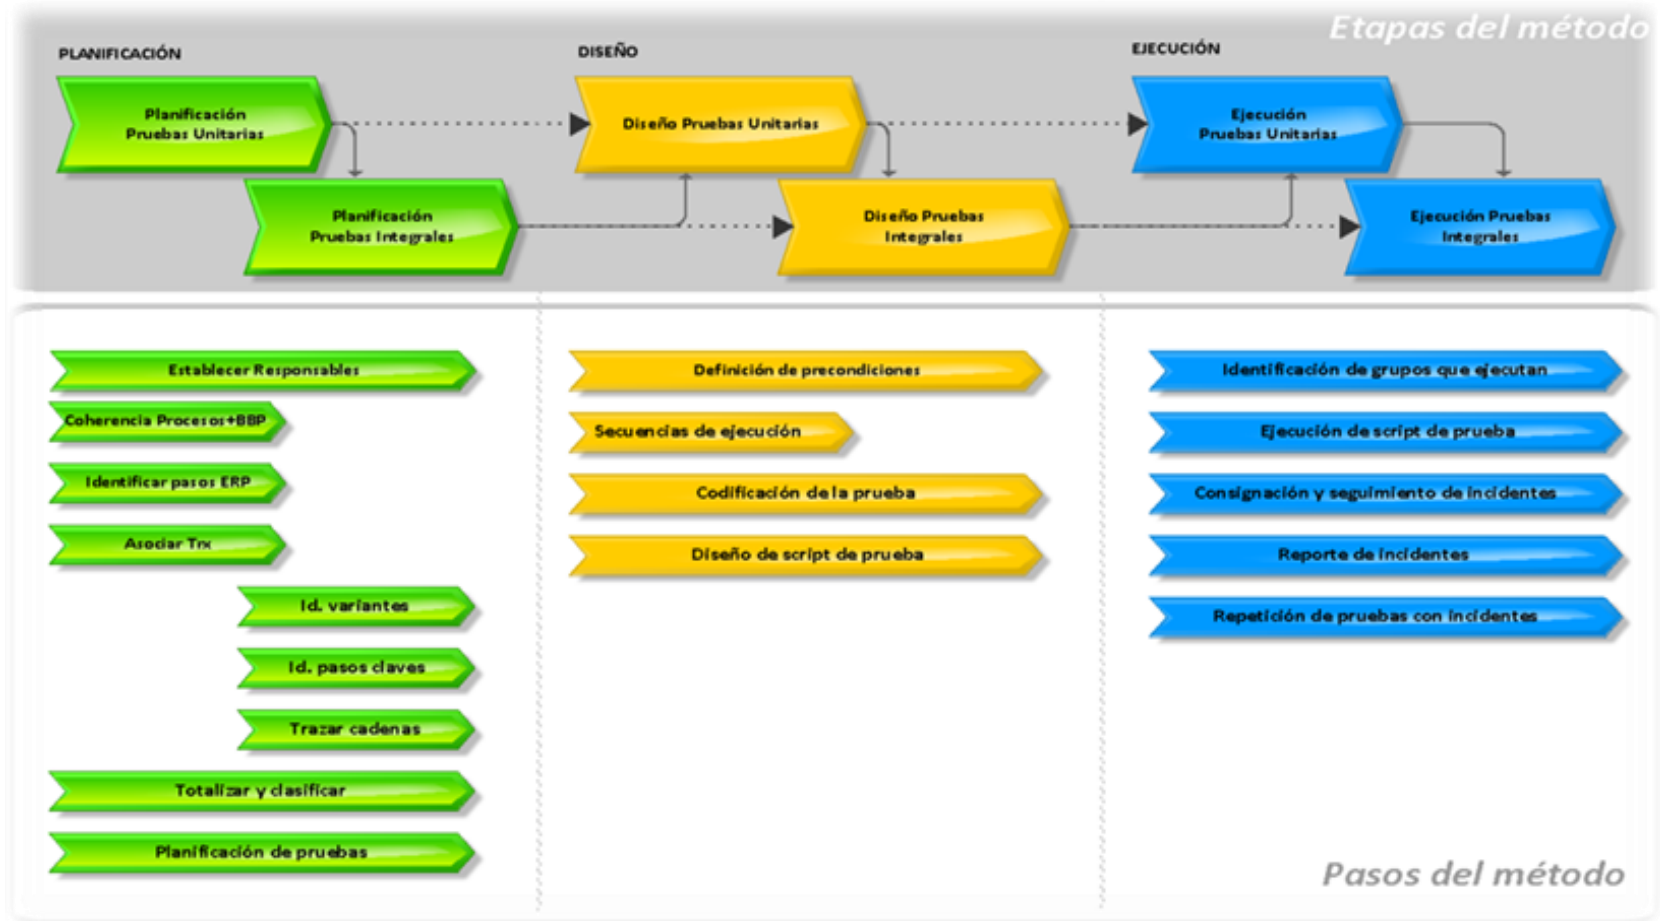 Etapas del método
PLANIFICACIÓN
DISEÑO
EJECUCIÓN
Planificación
Pruebas Unitarias
Diseño Pruebas Unitarias
Ejecución
Pruebas Unitarias
Planificación
Pruebas Integrales
Diseño Pruebas
Integrales
Ejecución Pruebas
Integrales
Establecer Responsables
Coherencia Procesos+BBP
Identificar pasos ERP
Asociar Trx
Id. variantes
Id. pasos claves
Trazar cadenas
Totalizar y clasificar
Planificación de pruebas
Definición de precondiciones
Secuencias de ejecución
Codificación de la prueba
Diseño de script de prueba
Identificación de grupos que ejecutan
Ejecución de script de prueba
Consignación y seguimiento de incidentes
Reporte de incidentes
Repetición de pruebas con incidentes
Pasos del método